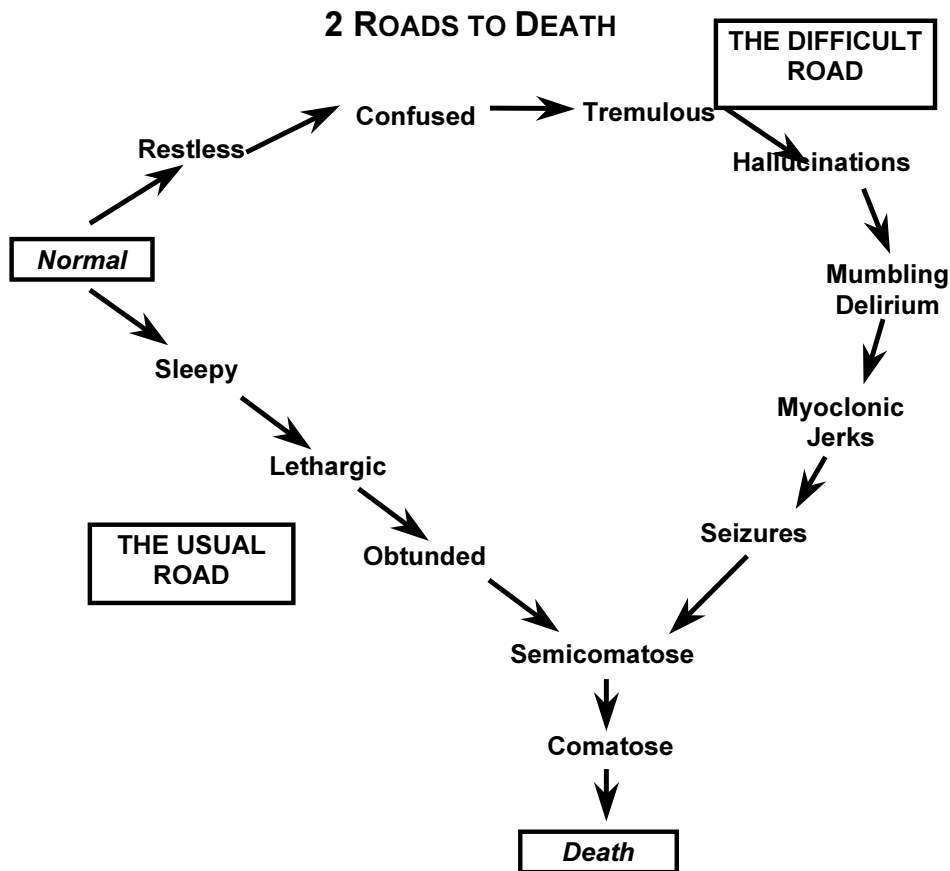 2 ROADS TO DEATH
THE DIFFICULT
ROAD
Confused
Tremulous
Restless
Hallucinations
Normal
Mumbling
Delirium
Sleepy
Myoclonic
Jerks
Lethargic
Seizures
THE USUAL
ROAD
Obtunded
Semicomatose
Comatose
Death